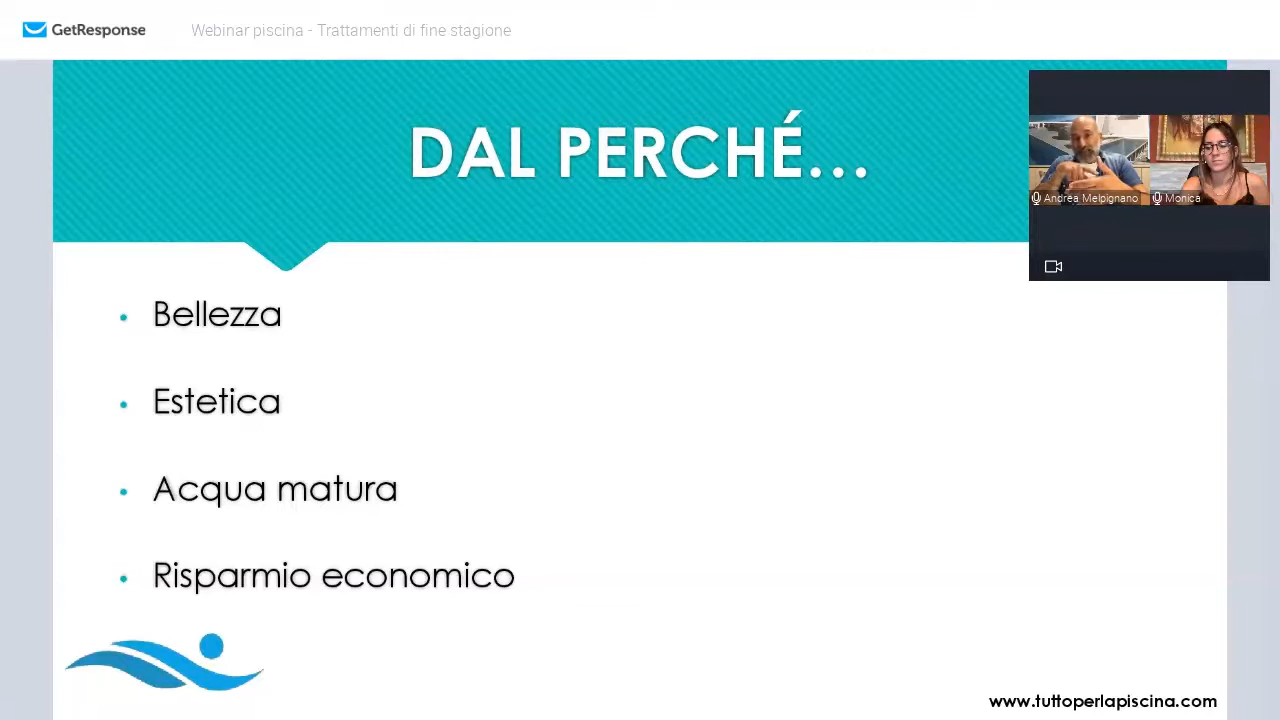 GetResponse
Webinar piscina - Trattamenti di fine stagione
DAL PERCHÉ...
Andrea Melpignano
Monica
• Bellezza
• Estetica
• Acqua matura
• Risparmio economico
www.tuttoperlapiscina.com